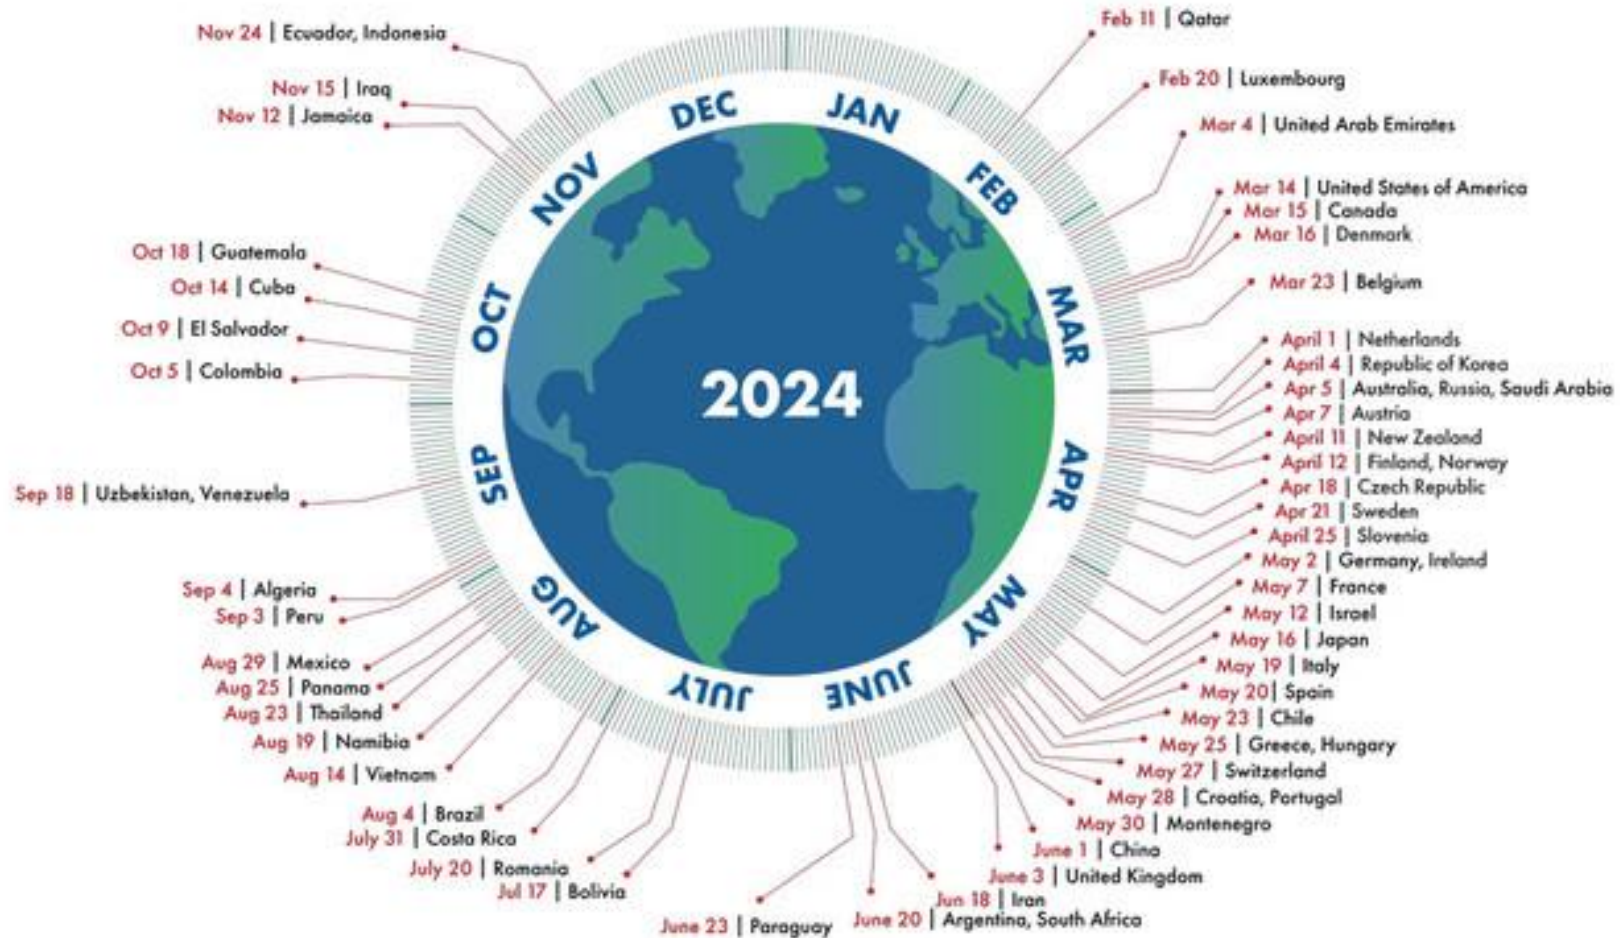 Feb 11 | Qatar
Feb 20 | Luxembourg
Mar 4 | United Arab Emirates
Mar 14 | United States of America
Mar 15 | Canada
Mar 16 | Denmark
Mar 23 | Belgium
April 1 | Netherlands
April 4 | Republic of Korea
Apr 5 | Australia, Russia, Saudi Arabia
Apr 7 | Austria
April 11 | New Zealand
April 12 | Finland, Norway
Apr 18 | Czech Republic
Apr 21 | Sweden
April 25 | Slovenia
May 2 | Germany, Ireland
May 7 | France
May 12 | Israel
May 16 | Japan
May 19 | Italy
May 20| Spain
May 23 | Chile
May 25 | Greece, Hungary
May 27 | Switzerland
May 28 | Croatia, Portugal
May 30 | Montenegro
June 1 | China
June 3 | United Kingdom
Jun 18 | Iran
June 20 | Argentina, South Africa
June 23 | Paraguay
Jul 17 | Bolivia
July 20 | Romania
July 31 | Costa Rica
Aug 4 | Brazil
Aug 14 | Vietnam
Aug 19 | Namibia
Aug 23 | Thailand
Aug 25 | Panama
Aug 29 | Mexico
Sep 3 | Peru
Sep 4 | Algeria
Sep 18 | Uzbekistan, Venezuela
Oct 5 | Colombia
Oct 9 | El Salvador
Oct 14 | Cuba
Oct 18 | Guatemala
Nov 12 | Jamaica
Nov 15 | Iraq
Nov 24 | Ecuador, Indonesia
JAN
FEB
MAR
APR
MAY
JUNE
JULY
AUG
SEP
OCT
NOV
DEC
2024